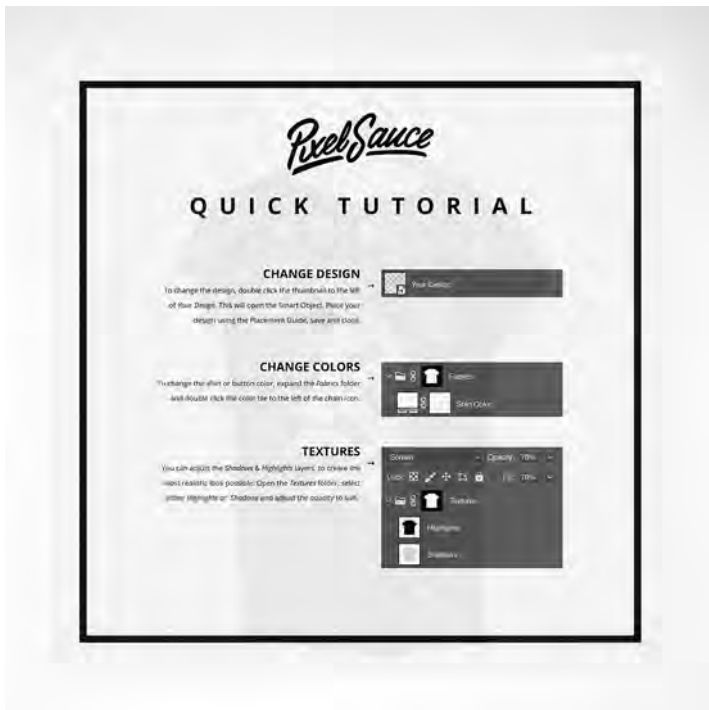 PixelSauce
QUICK TUTORIAL
CHANGE DESIGN
To change the design, double click the thumbnail to the left
of Your Design. This will open the Smart Object. Place your
design using the Placement Guide, save and close.
Your Design
CHANGE COLORS
To change the shirt or button color, expand the Fabrics folder
and double click the color tile to the left of the chain icon.
Fabrics
Solid Color
TEXTURES
You can adjust the Shadows & Highlights layers, to create the
most realistic look possible. Open the Textures folder, select
either Highlights or Shadows and adjust the opacity to suit.
Screen
Opacity: 70%
Lock:
Fill: 70%
Textures
Highlights
Shadows